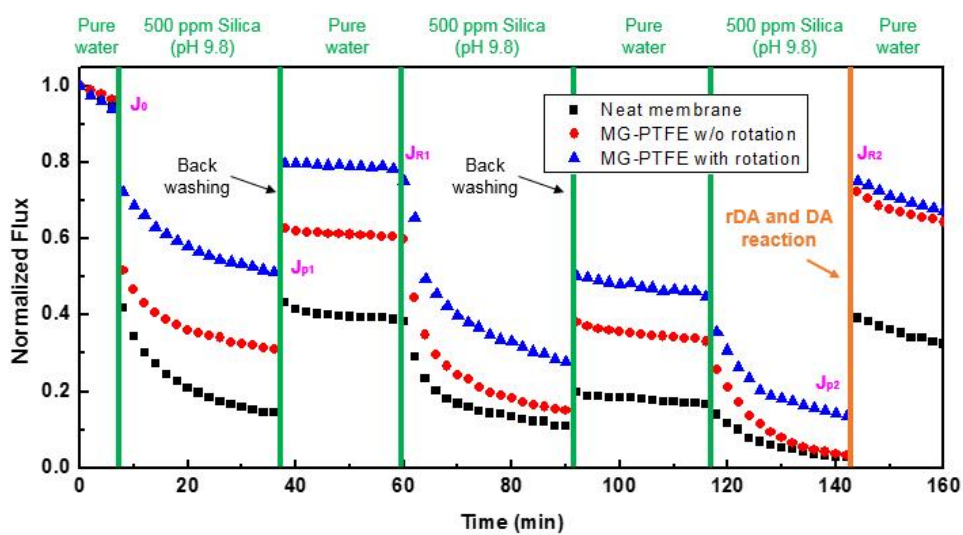 Pure water
500 ppm Silica
(pH 9.8)
Pure water
500 ppm Silica
(pH 9.8)
Pure water
500 ppm Silica
(pH 9.8)
Pure water
Normalized Flux
1.0
0.8
0.6
0.4
0.2
0.0
J0
Jp1
JR1
Jp2
JR2
Back
washing
Back
washing
rDA and DA
reaction
Neat membrane
MG-PTFE w/o rotation
MG-PTFE with rotation
0 20 40 60 80 100 120 140 160
Time (min)